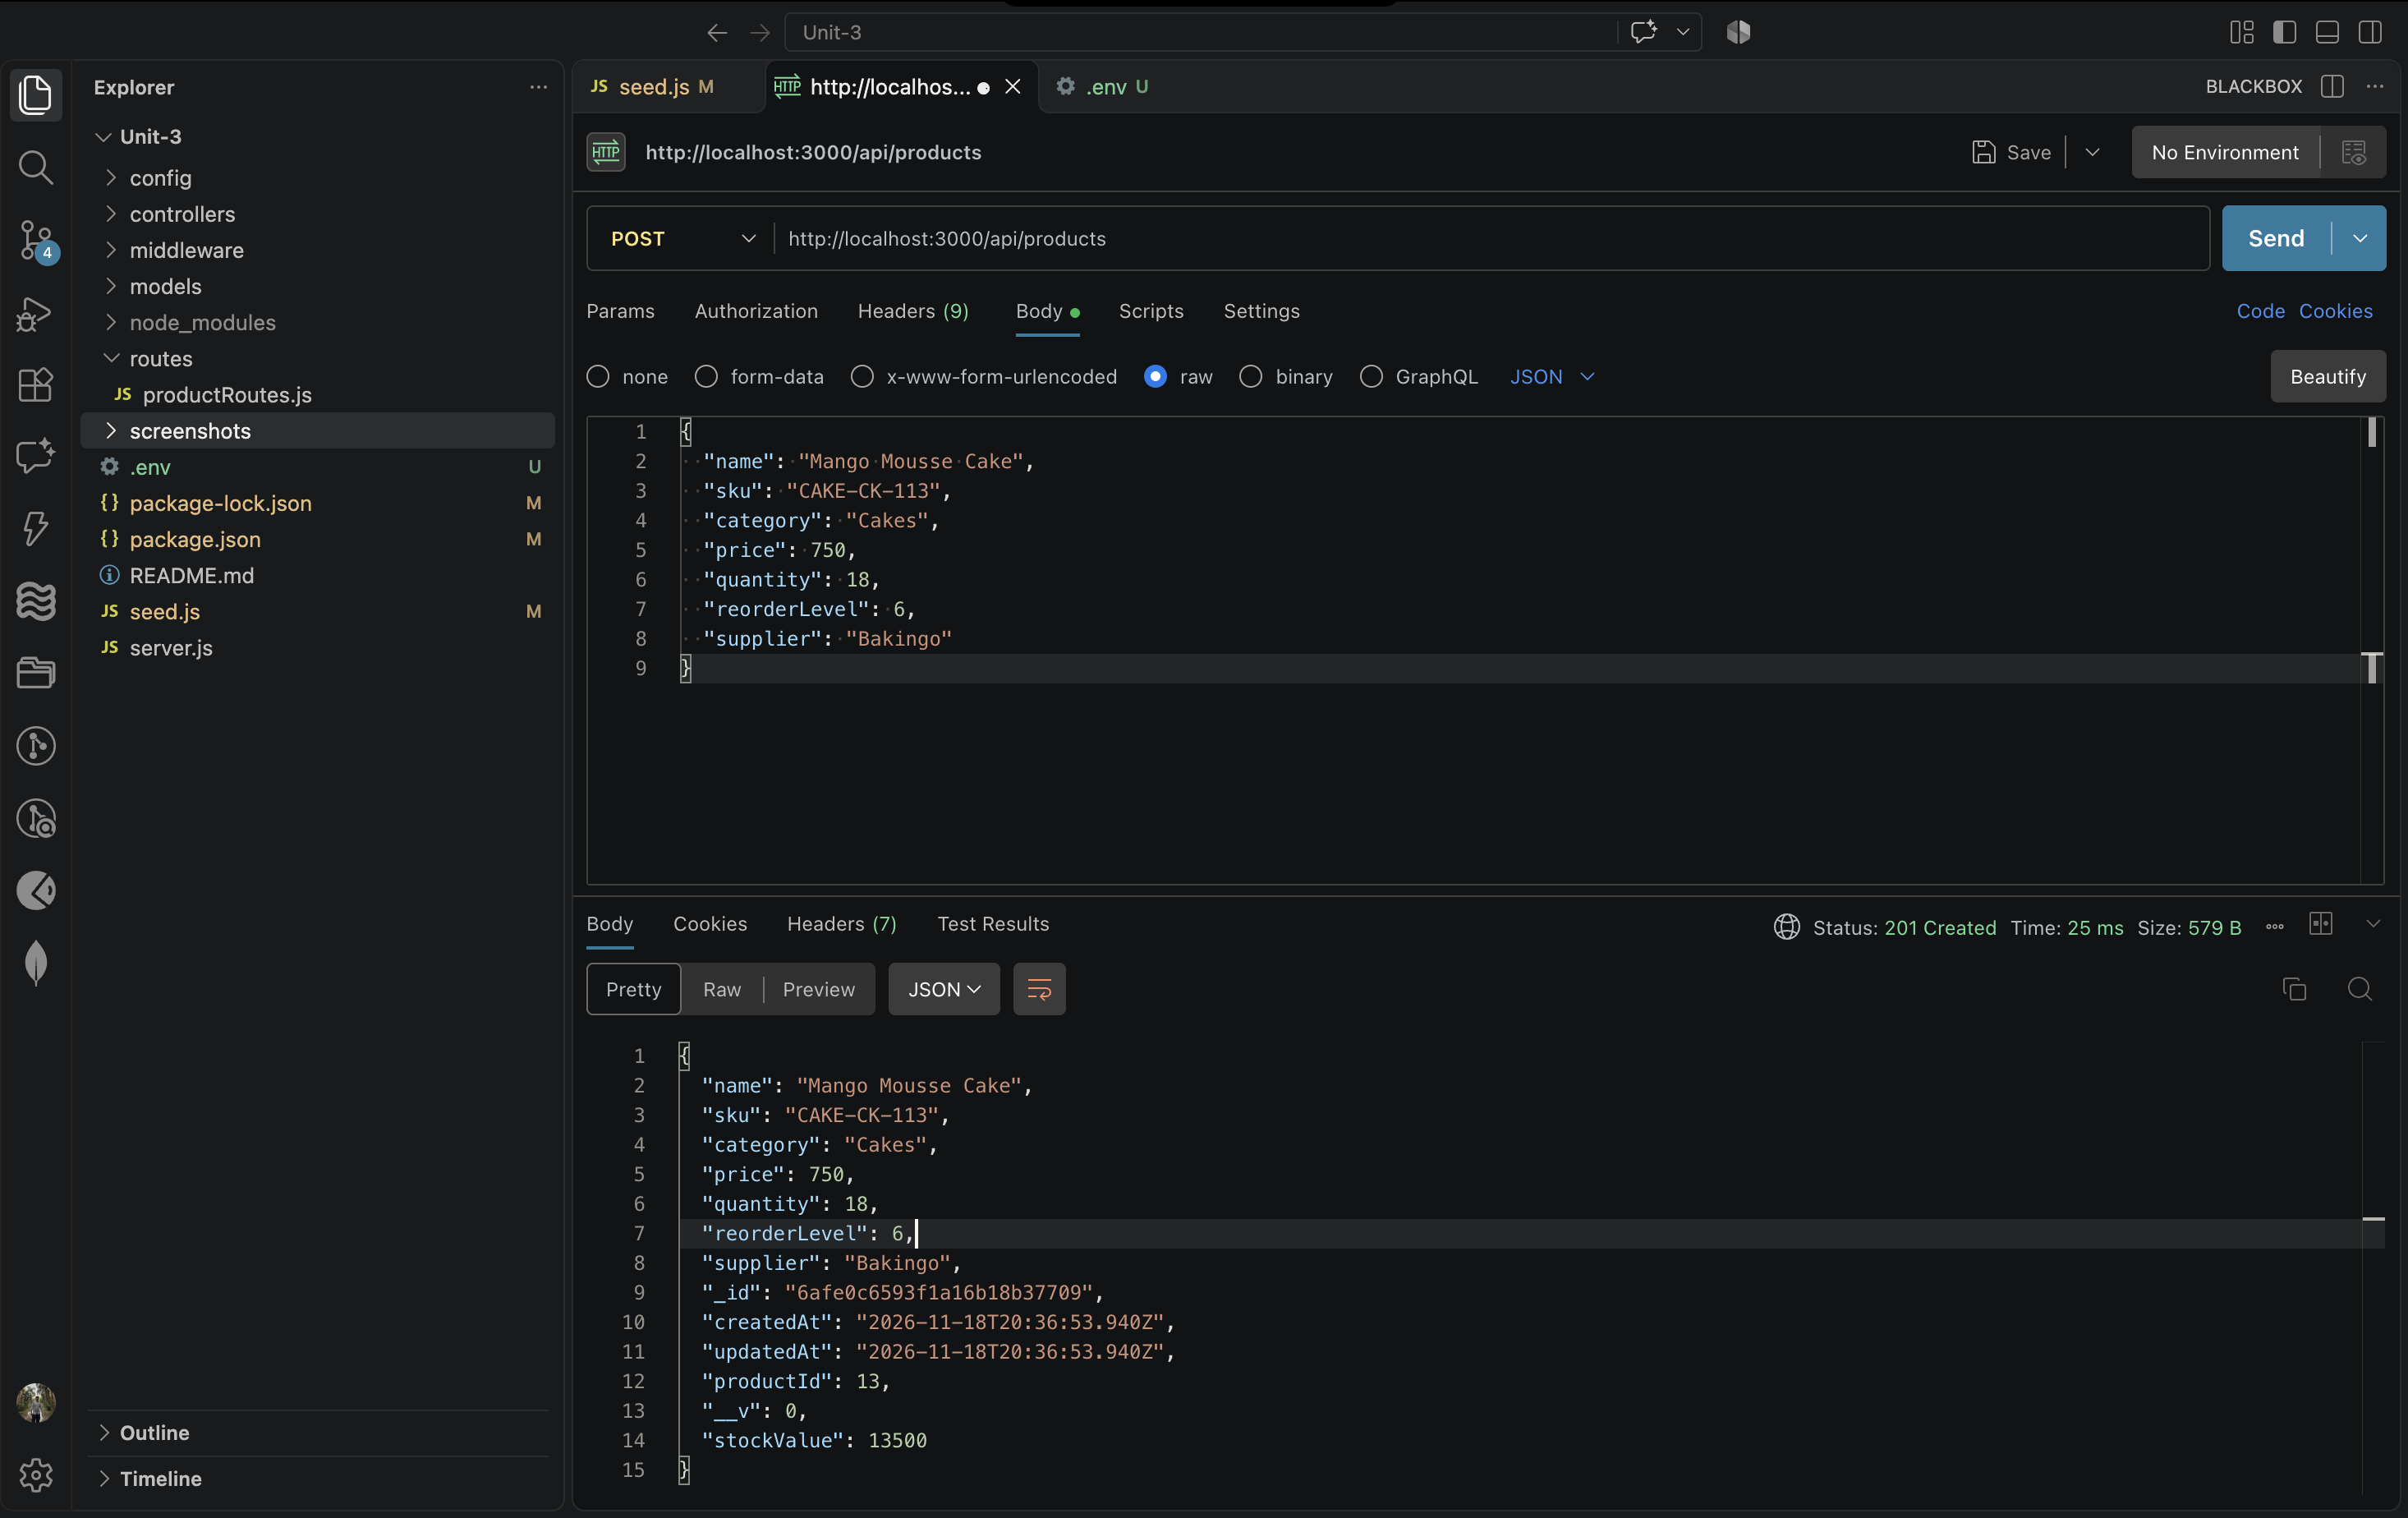 Unit-3
Explorer
Unit-3
config
controllers
middleware
models
node_modules
routes
JS productRoutes.js
screenshots
.env U
{} package-lock.json M
{} package.json M
README.md
JS seed.js M
JS server.js
Outline
Timeline
4
JS seed.js M
HTTP http://localhos...
.env U
BLACKBOX
HTTP http://localhost:3000/api/products
Save
No Environment
POST http://localhost:3000/api/products
Send
Params Authorization Headers (9) Body Scripts Settings
Code Cookies
none form-data x-www-form-urlencoded raw binary GraphQL JSON
Beautify
1 {
2 "name": "Mango Mousse Cake",
3 "sku": "CAKE-CK-113",
4 "category": "Cakes",
5 "price": 750,
6 "quantity": 18,
7 "reorderLevel": 6,
8 "supplier": "Bakingo"
9 }
Body Cookies Headers (7) Test Results
Status: 201 Created Time: 25 ms Size: 579 B
Pretty Raw Preview JSON
1 {
2 "name": "Mango Mousse Cake",
3 "sku": "CAKE-CK-113",
4 "category": "Cakes",
5 "price": 750,
6 "quantity": 18,
7 "reorderLevel": 6,
8 "supplier": "Bakingo",
9 "_id": "6afe0c6593f1a16b18b37709",
10 "createdAt": "2026-11-18T20:36:53.940Z",
11 "updatedAt": "2026-11-18T20:36:53.940Z",
12 "productId": 13,
13 "__v": 0,
14 "stockValue": 13500
15 }